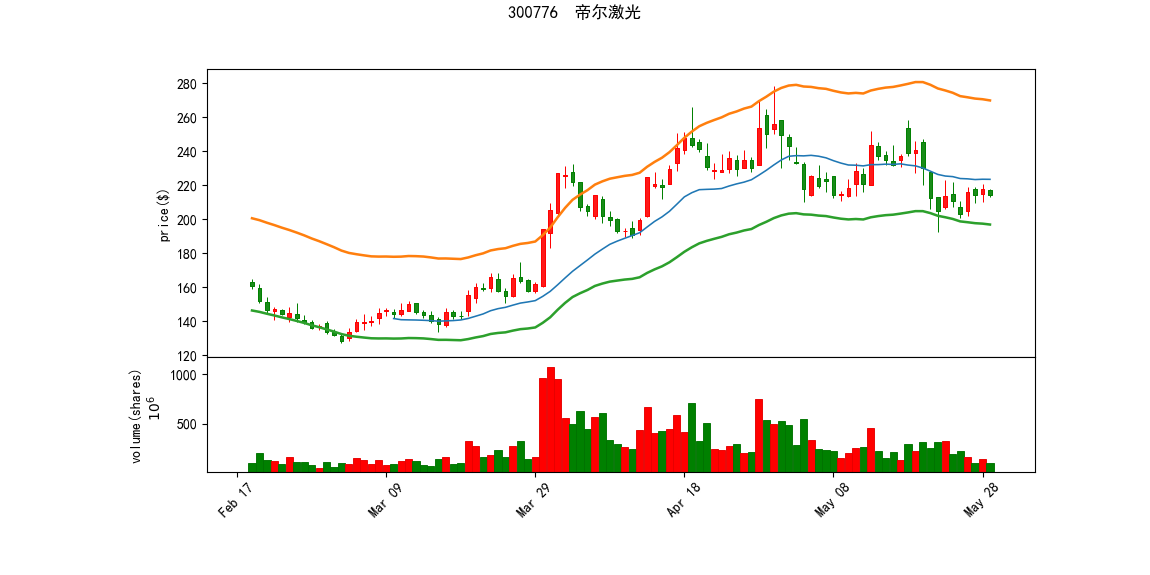 300776 帝尔激光
price($)
280
260
240
220
200
180
160
140
120
volume(shares)
10^6
1000
500
Feb 17
Mar 09
Mar 29
Apr 18
May 08
May 28